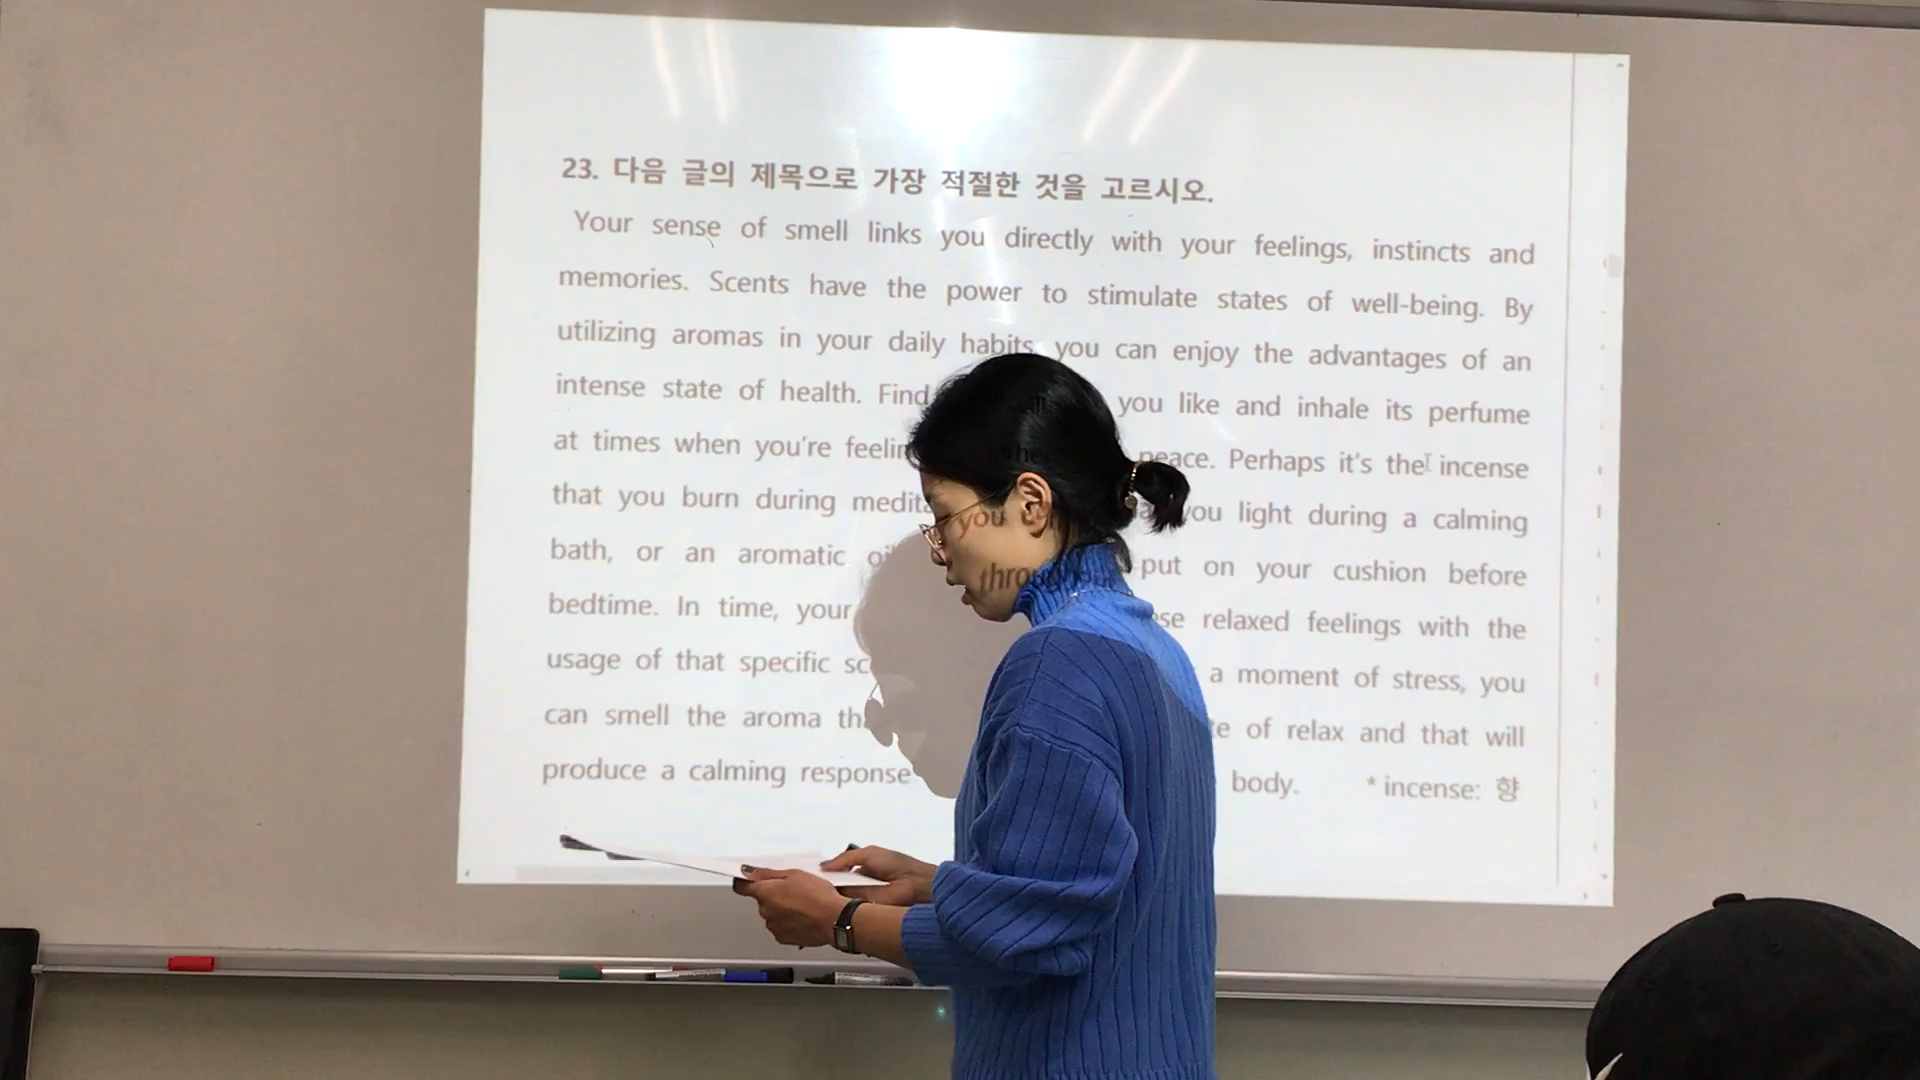 23. 다음 글의 제목으로 가장 적절한 것을 고르시오.
Your sense of smell links you directly with your feelings, instincts and
memories. Scents have the power to stimulate states of well-being. By
utilizing aromas in your daily habits, you can enjoy the advantages of an
intense state of health. Find you like and inhale its perfume
at times when you're peace. Perhaps it's the incense
that you burn during you light during a calming
bath, or an aromatic put on your cushion before
bedtime. In time, your relaxed feelings with the
usage of that specific a moment of stress, you
can smell the aroma of relax and that will
produce a calming response body. * incense: 향